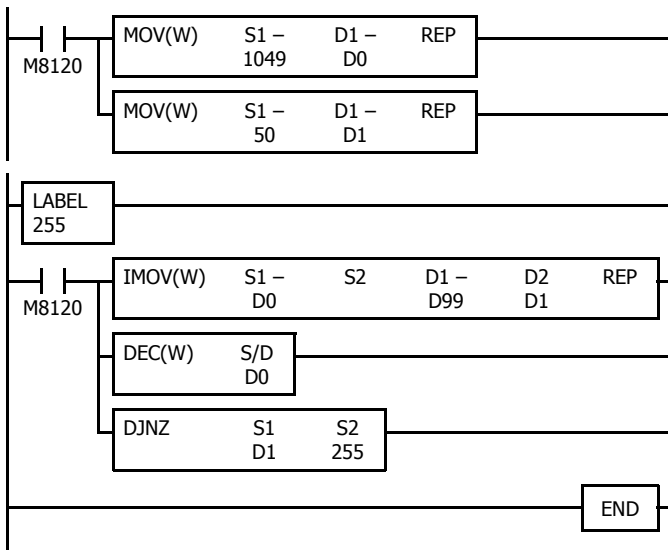 MOV(W) S1 – D1 – REP
M8120 1049 D0
MOV(W) S1 – D1 – REP
50 D1
LABEL
255
IMOV(W) S1 – S2 D1 – D2 REP
M8120 D0 D99 D1
DEC(W) S/D
D0
DJNZ S1 S2
D1 255
END